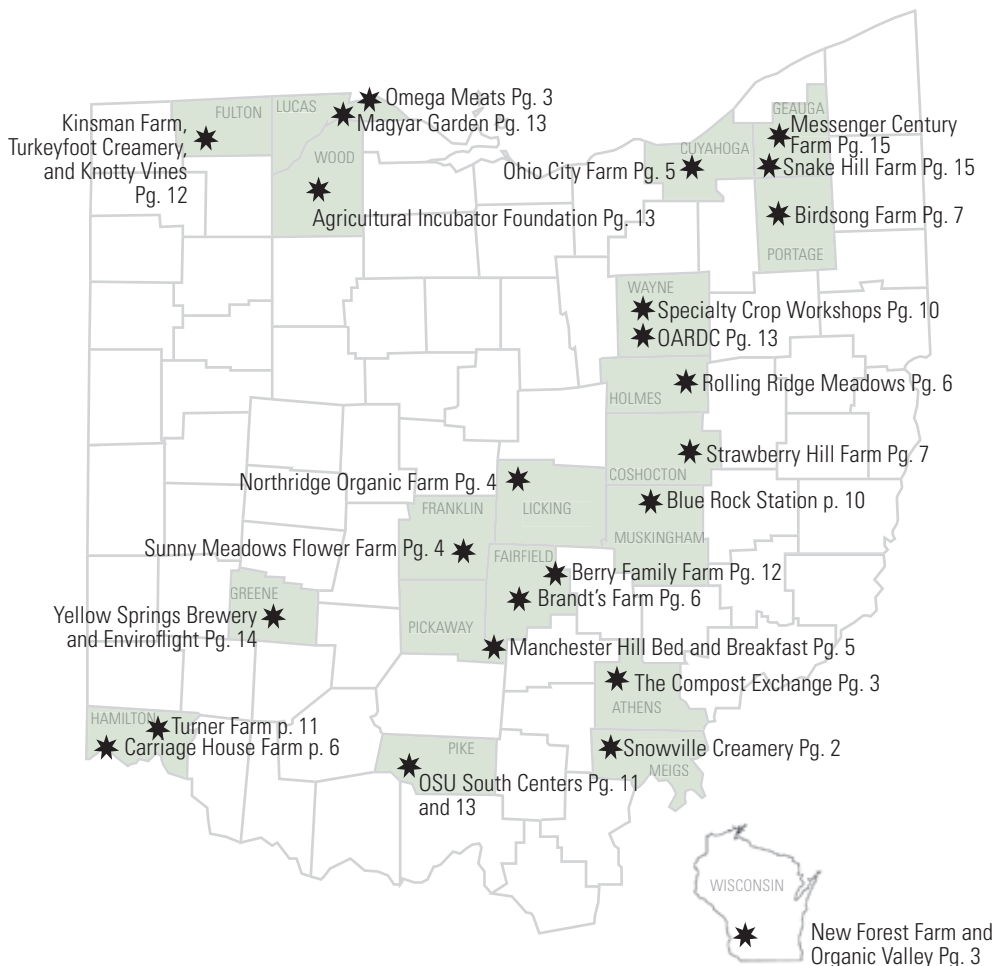 FULTON
LUCAS
Omega Meats Pg. 3
Magyar Garden Pg. 13
Kinsman Farm,
Turkeyfoot Creamery,
and Knotty Vines
Pg. 12
WOOD
Agricultural Incubator Foundation Pg. 13
GEAUGA
Messenger Century
Farm Pg. 15
CUYAHOGA
Ohio City Farm Pg. 5
Snake Hill Farm Pg. 15
Birdsong Farm Pg. 7
PORTAGE
WAYNE
Specialty Crop Workshops Pg. 10
OARDC Pg. 13
Rolling Ridge Meadows Pg. 6
HOLMES
Strawberry Hill Farm Pg. 7
COSHOCTON
Northridge Organic Farm Pg. 4
Blue Rock Station p. 10
FRANKLIN
LICKING
MUSKINGHAM
Sunny Meadows Flower Farm Pg. 4
FAIRFIELD
Berry Family Farm Pg. 12
Brandt's Farm Pg. 6
GREENE
Yellow Springs Brewery
and Enviroflight Pg. 14
PICKAWAY
Manchester Hill Bed and Breakfast Pg. 5
The Compost Exchange Pg. 3
ATHENS
HAMILTON
Turner Farm p. 11
Carriage House Farm p. 6
PIKE
OSU South Centers Pg. 11
and 13
Snowville Creamery Pg. 2
MEIGS
WISCONSIN
New Forest Farm and
Organic Valley Pg. 3